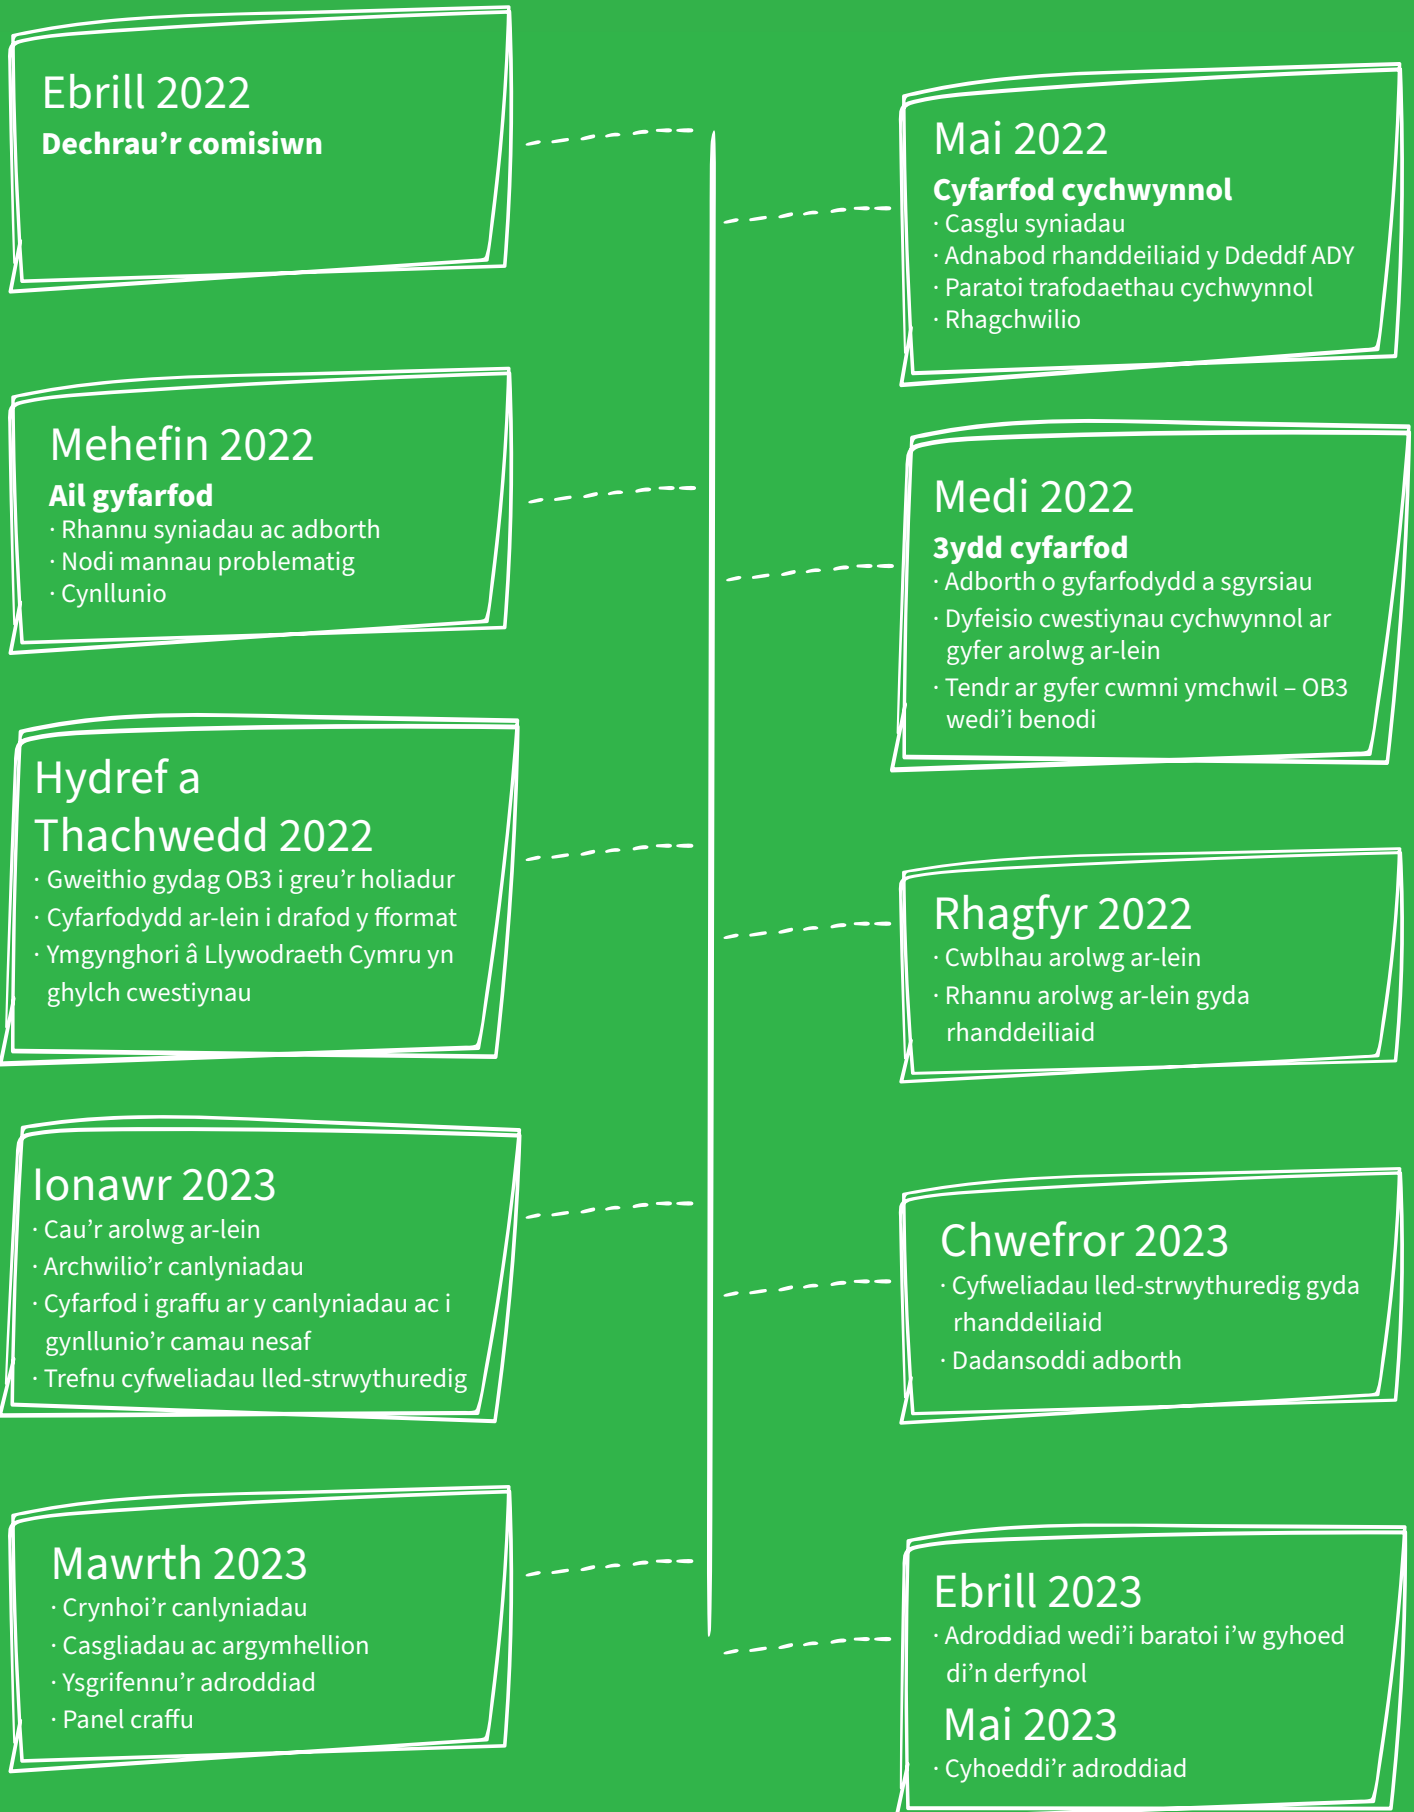 Ebrill 2022
Dechrau’r comisiwn
Mai 2022
Cyfarfod cychwynnol
· Casglu syniadau
· Adnabod rhanddeiliaid y Ddeddf ADY
· Paratoi trafodaethau cychwynnol
· Rhagchwilio
Mehefin 2022
Ail gyfarfod
· Rhannu syniadau ac adborth
· Nodi mannau problematig
· Cynllunio
Medi 2022
3ydd cyfarfod
· Adborth o gyfarfodydd a sgyrsiau
· Dyfeisio cwestiynau cychwynnol ar
gyfer arolwg ar-lein
· Tendr ar gyfer cwmni ymchwil – OB3
wedi’i benodi
Hydref a
Thachwedd 2022
· Gweithio gydag OB3 i greu’r holiadur
· Cyfarfodydd ar-lein i drafod y fformat
· Ymgynghori â Llywodraeth Cymru yn
ghylch cwestiynau
Rhagfyr 2022
· Cwblhau arolwg ar-lein
· Rhannu arolwg ar-lein gyda
rhanddeiliaid
Ionawr 2023
· Cau’r arolwg ar-lein
· Archwilio’r canlyniadau
· Cyfarfod i graffu ar y canlyniadau ac i
gynllunio’r camau nesaf
· Trefnu cyfweliadau lled-strwythuredig
Chwefror 2023
· Cyfweliadau lled-strwythuredig gyda
rhanddeiliaid
· Dadansoddi adborth
Mawrth 2023
· Crynhoi’r canlyniadau
· Casgliadau ac argymhellion
· Ysgrifennu’r adroddiad
· Panel craffu
Ebrill 2023
· Adroddiad wedi’i baratoi i’w gyhoed
di’n derfynol
Mai 2023
· Cyhoeddi’r adroddiad